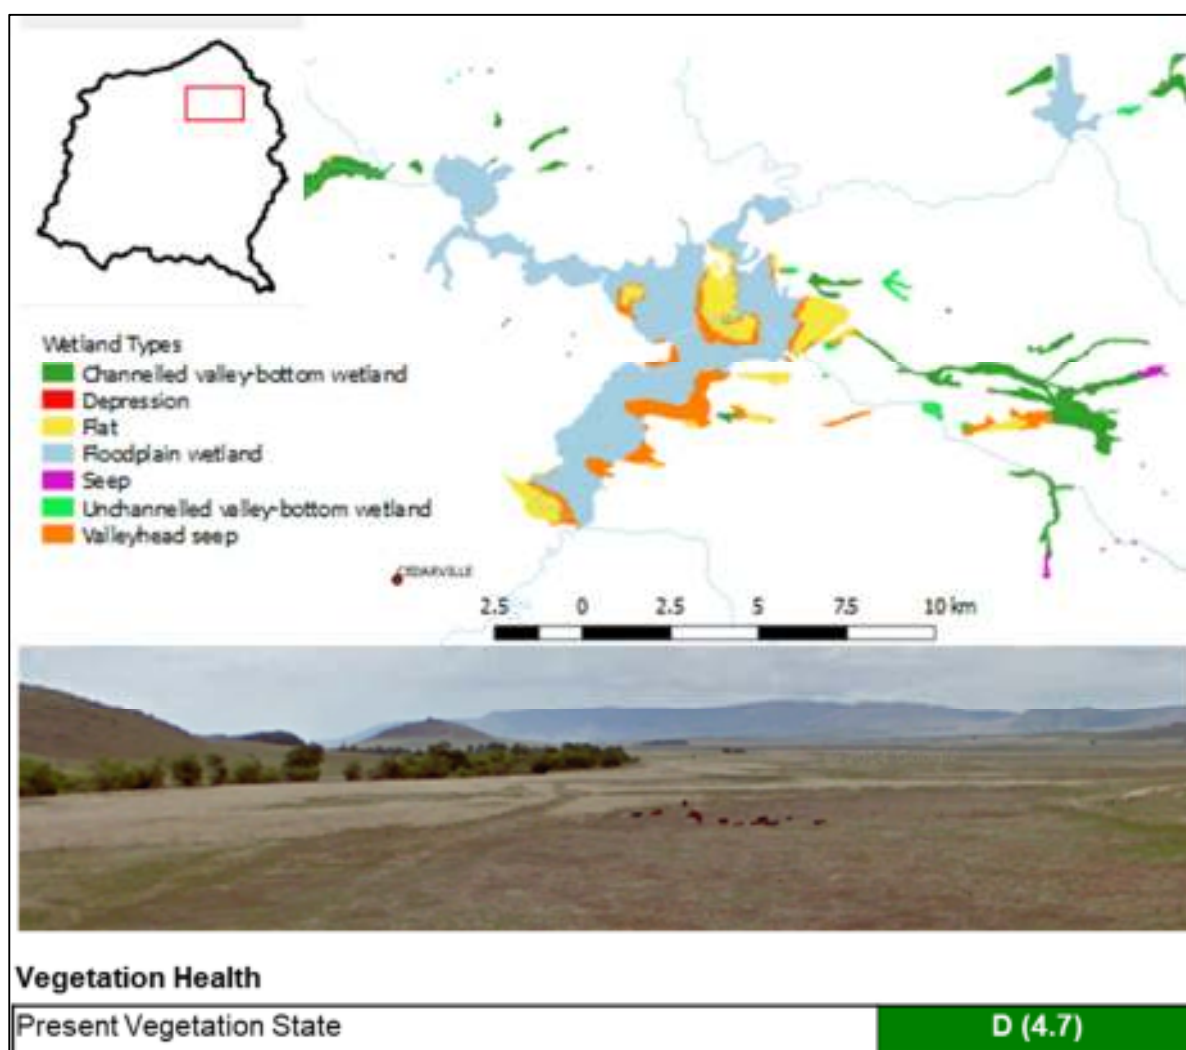 Wetland Types
Channelled valley-bottom wetland
Depression
Flat
Floodplain wetland
Seep
Unchannelled valley-bottom wetland
Valleyhead seep
CEDARVILLE
2.5 0 2.5 5 7.5 10 km
Vegetation Health
Present Vegetation State D (4.7)